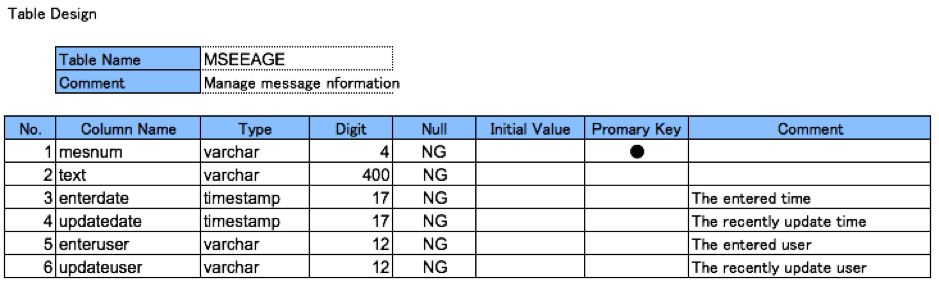 Table Design
Table Name MSEEAGE
Comment Manage message nformation
No. Column Name Type Digit Null Initial Value Promary Key Comment
1 mesnum varchar 4 NG ●
2 text varchar 400 NG
3 enterdate timestamp 17 NG The entered time
4 updatedate timestamp 17 NG The recently update time
5 enteruser varchar 12 NG The entered user
6 updateuser varchar 12 NG The recently update user